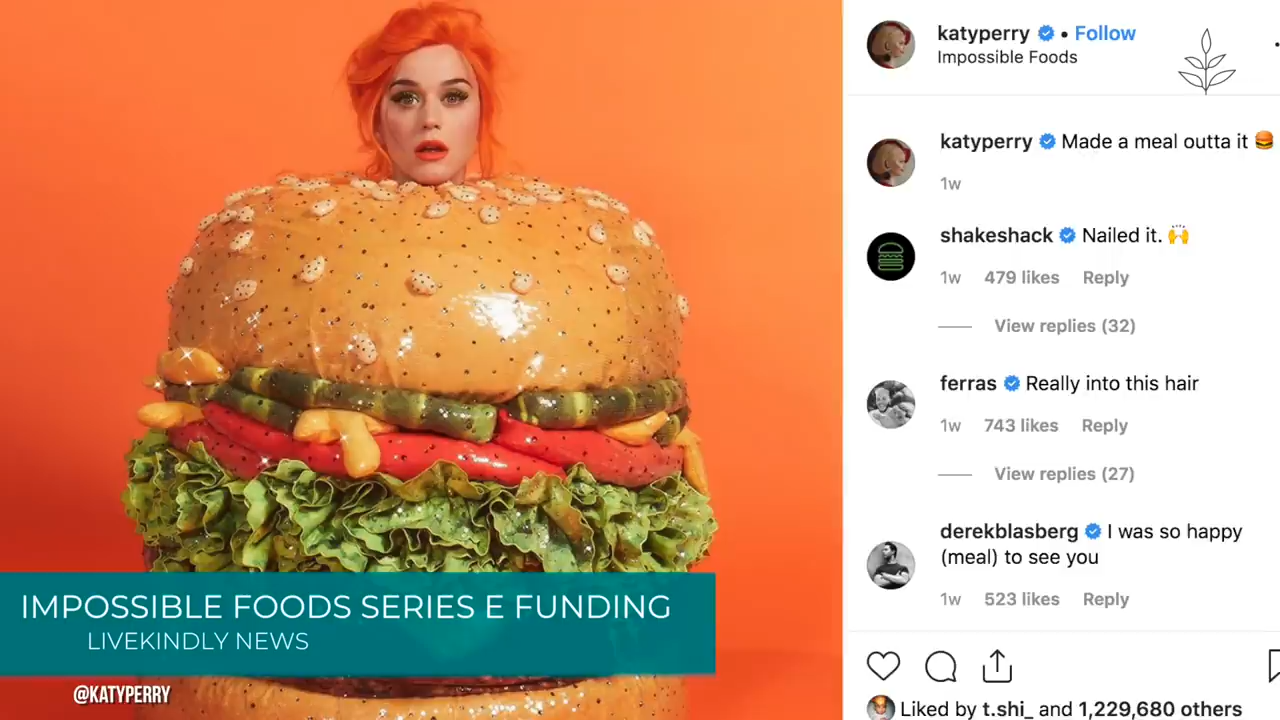 katyperry • Follow
Impossible Foods
katyperry Made a meal outta it 🍔
1w
shakeshack Nailed it. 🙌
1w 479 likes Reply
View replies (32)
ferras Really into this hair
1w 743 likes Reply
View replies (27)
derekblasberg I was so happy
(meal) to see you
1w 523 likes Reply
Liked by t.shi_ and 1,229,680 others
IMPOSSIBLE FOODS SERIES E FUNDING
LIVEKINDLY NEWS
@KATYPERRY